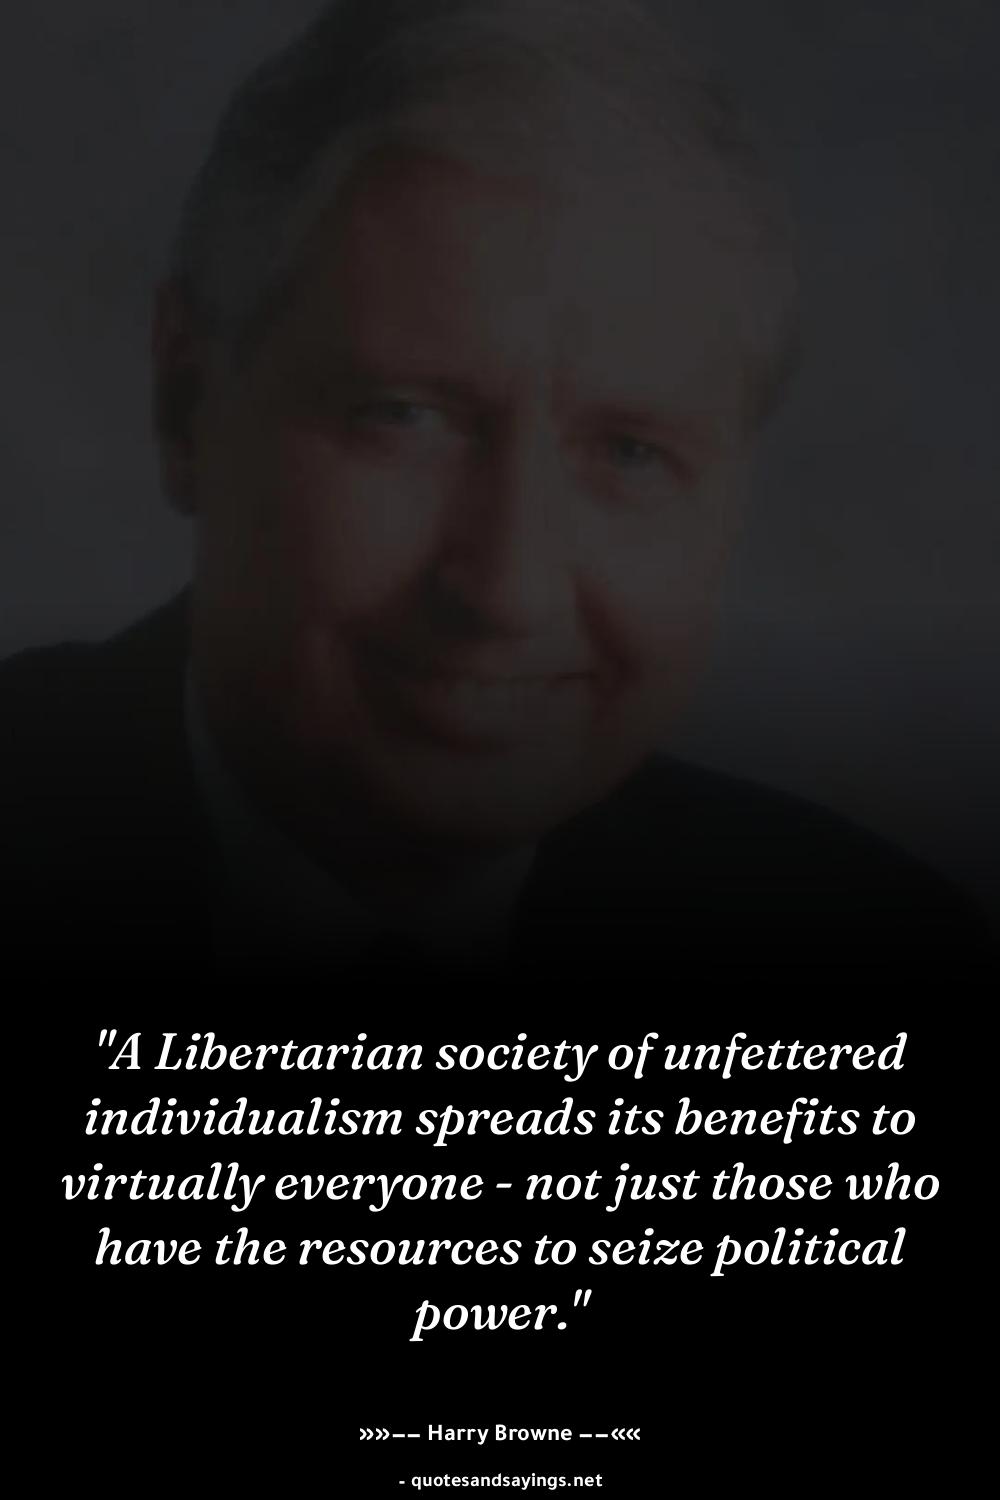 "A Libertarian society of unfettered
individualism spreads its benefits to
virtually everyone - not just those who
have the resources to seize political
power."
»»–– Harry Browne ––««
- quotesandsayings.net